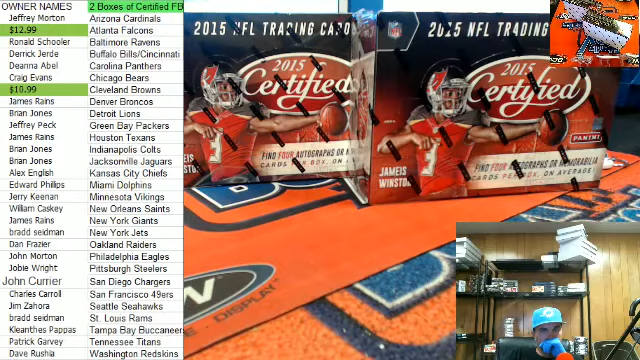 OWNER NAMES 2 Boxes of Certified FB
Jeffrey Morton Arizona Cardinals
$12.99 Atlanta Falcons
Ronald Schooler Baltimore Ravens
Derrick Jerde Buffalo Bills/Cincinnati
Deanna Abel Carolina Panthers
Craig Evans Chicago Bears
$10.99 Cleveland Browns
James Rains Denver Broncos
Brian Jones Detroit Lions
Jeffrey Peck Green Bay Packers
James Rains Houston Texans
Brian Jones Indianapolis Colts
Brian Jones Jacksonville Jaguars
Alex English Kansas City Chiefs
Edward Philips Miami Dolphins
Jerry Keenan Minnesota Vikings
William Caskey New Orleans Saints
James Rains New York Giants
bradd seidman New York Jets
Dan Frazier Oakland Raiders
John Morton Philadelphia Eagles
Jobie Wright Pittsburgh Steelers
John Currier San Diego Chargers
Charles Carroll San Francisco 49ers
Jim Zahora Seattle Seahawks
bradd seidman St. Louis Rams
Kleanthes Pappas Tampa Bay Buccaneers
Patrick Garvey Tennessee Titans
Dave Rushia Washington Redskins
2015 NFL TRADING CARDS
2015
Certified
FIND FOUR AUTOGRAPHS OR
CARDS PER BOX, ON
NFL
2015 NFL TRADING
2015
Certified
PANINI
JAMEIS
WINSTON
FIND FOUR AUTOGRAPHS OR MEMORABILIA
CARDS PER BOX, ON AVERAGE!
DISPLAY